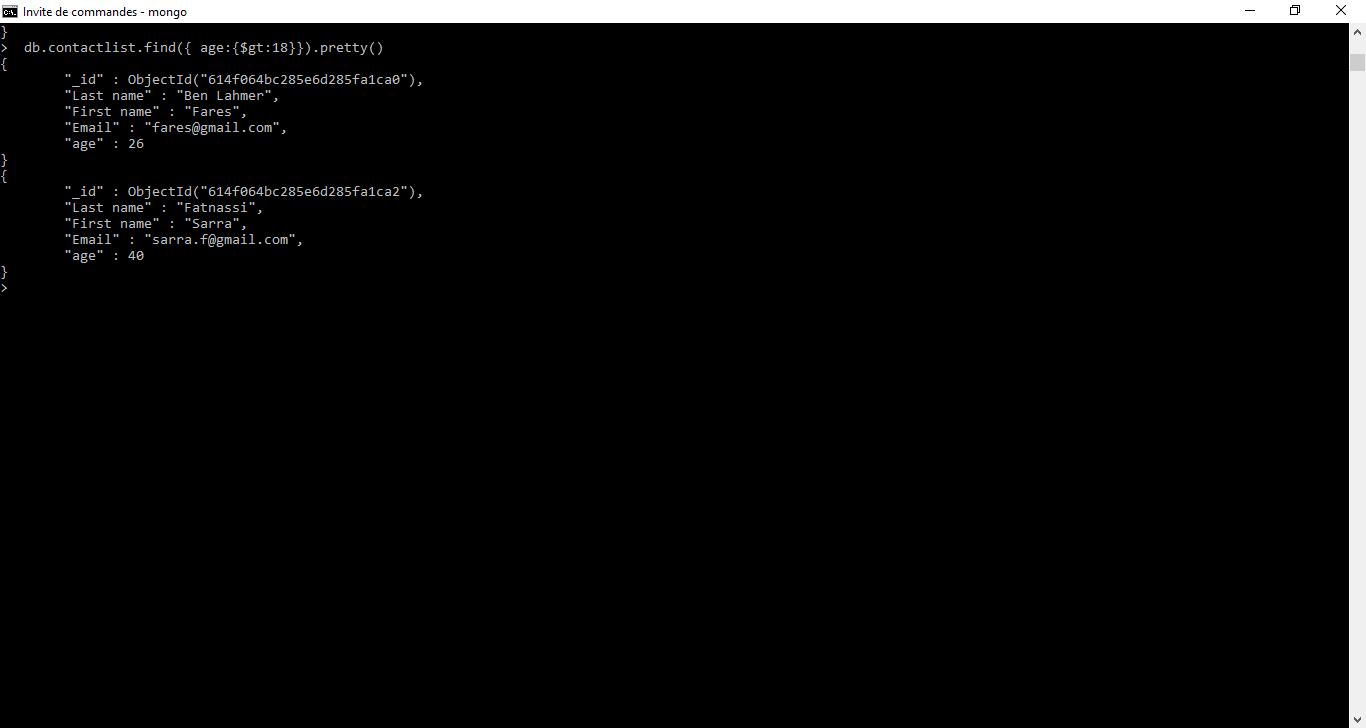 Invite de commandes - mongo
}
>  db.contactlist.find({ age:{$gt:18}}).pretty()
{
        "_id" : ObjectId("614f064bc285e6d285fa1ca0"),
        "Last name" : "Ben Lahmer",
        "First name" : "Fares",
        "Email" : "fares@gmail.com",
        "age" : 26
}
{
        "_id" : ObjectId("614f064bc285e6d285fa1ca2"),
        "Last name" : "Fatnassi",
        "First name" : "Sarra",
        "Email" : "sarra.f@gmail.com",
        "age" : 40
}
>